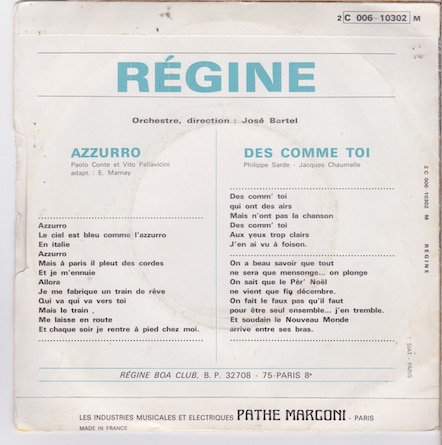 2 C 006-10302 M
RÉGINE
Orchestre, direction : José Bartel
AZZURRO
Paolo Conte et Vito Pallavicini
adapt. : E. Marnay
Azzurro
Le ciel est bleu comme l'azzurro
En italie
Azzurro
Mais à paris il pleut des cordes
Et je m'ennuie
Allora
Je me fabrique un train de rêve
Qui va qui va vers toi
Mais le train
Me laisse en route
Et chaque soir je rentre à pied chez moi.
DES COMME TOI
Philippe Sarde - Jacques Chaumelle
Des comm' toi
qui ont des airs
Mais n'ont pas la chanson
Des comm' toi
Aux yeux trop clairs
J'en ai vu à foison.
On a beau savoir que tout
ne sera que mensonge... on plonge
On sait que le Pèr' Noël
ne vient que fin décembre.
On fait le faux pas qu'il faut
pour être seul ensemble... j'en tremble.
Et soudain le Nouveau Monde
arrive entre ses bras.
RÉGINE BOA CLUB, B. P. 32708 - 75-PARIS 8e
LES INDUSTRIES MUSICALES ET ELECTRIQUES PATHE MARCONI - PARIS
MADE IN FRANCE
2 C 006-10302 M
RÉGINE
SIAT - PARIS